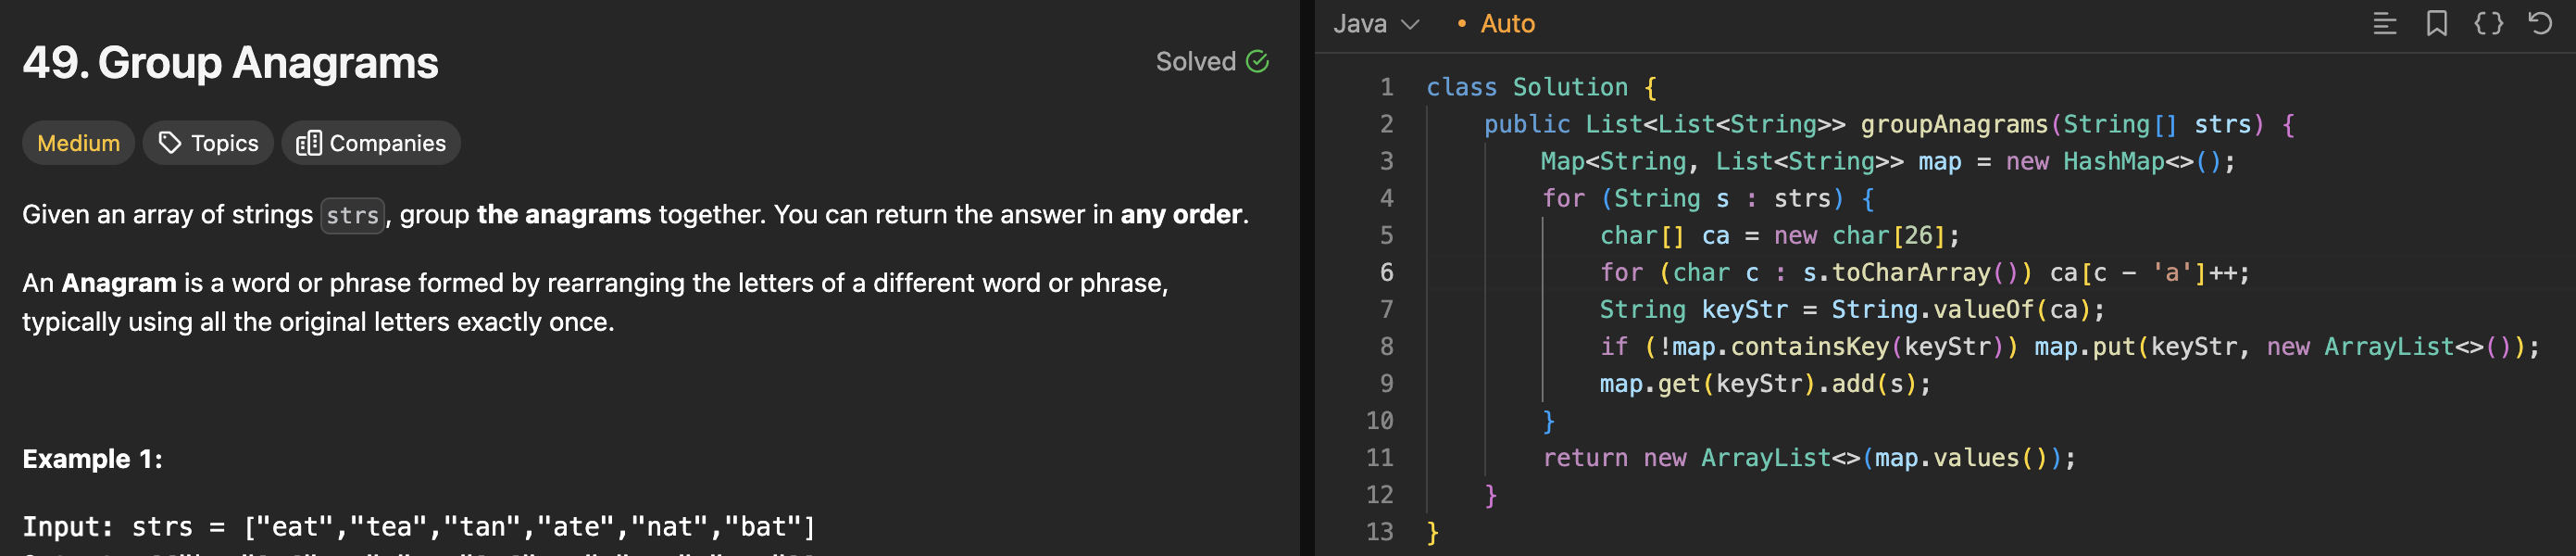 49. Group Anagrams
Solved
Medium Topics Companies
Given an array of strings strs, group the anagrams together. You can return the answer in any order.
An Anagram is a word or phrase formed by rearranging the letters of a different word or phrase,
typically using all the original letters exactly once.
Example 1:
Input: strs = ["eat","tea","tan","ate","nat","bat"]
Java • Auto
1 class Solution {
2 public List<List<String>> groupAnagrams(String[] strs) {
3 Map<String, List<String>> map = new HashMap<>();
4 for (String s : strs) {
5 char[] ca = new char[26];
6 for (char c : s.toCharArray()) ca[c - 'a']++;
7 String keyStr = String.valueOf(ca);
8 if (!map.containsKey(keyStr)) map.put(keyStr, new ArrayList<>());
9 map.get(keyStr).add(s);
10 }
11 return new ArrayList<>(map.values());
12 }
13 }